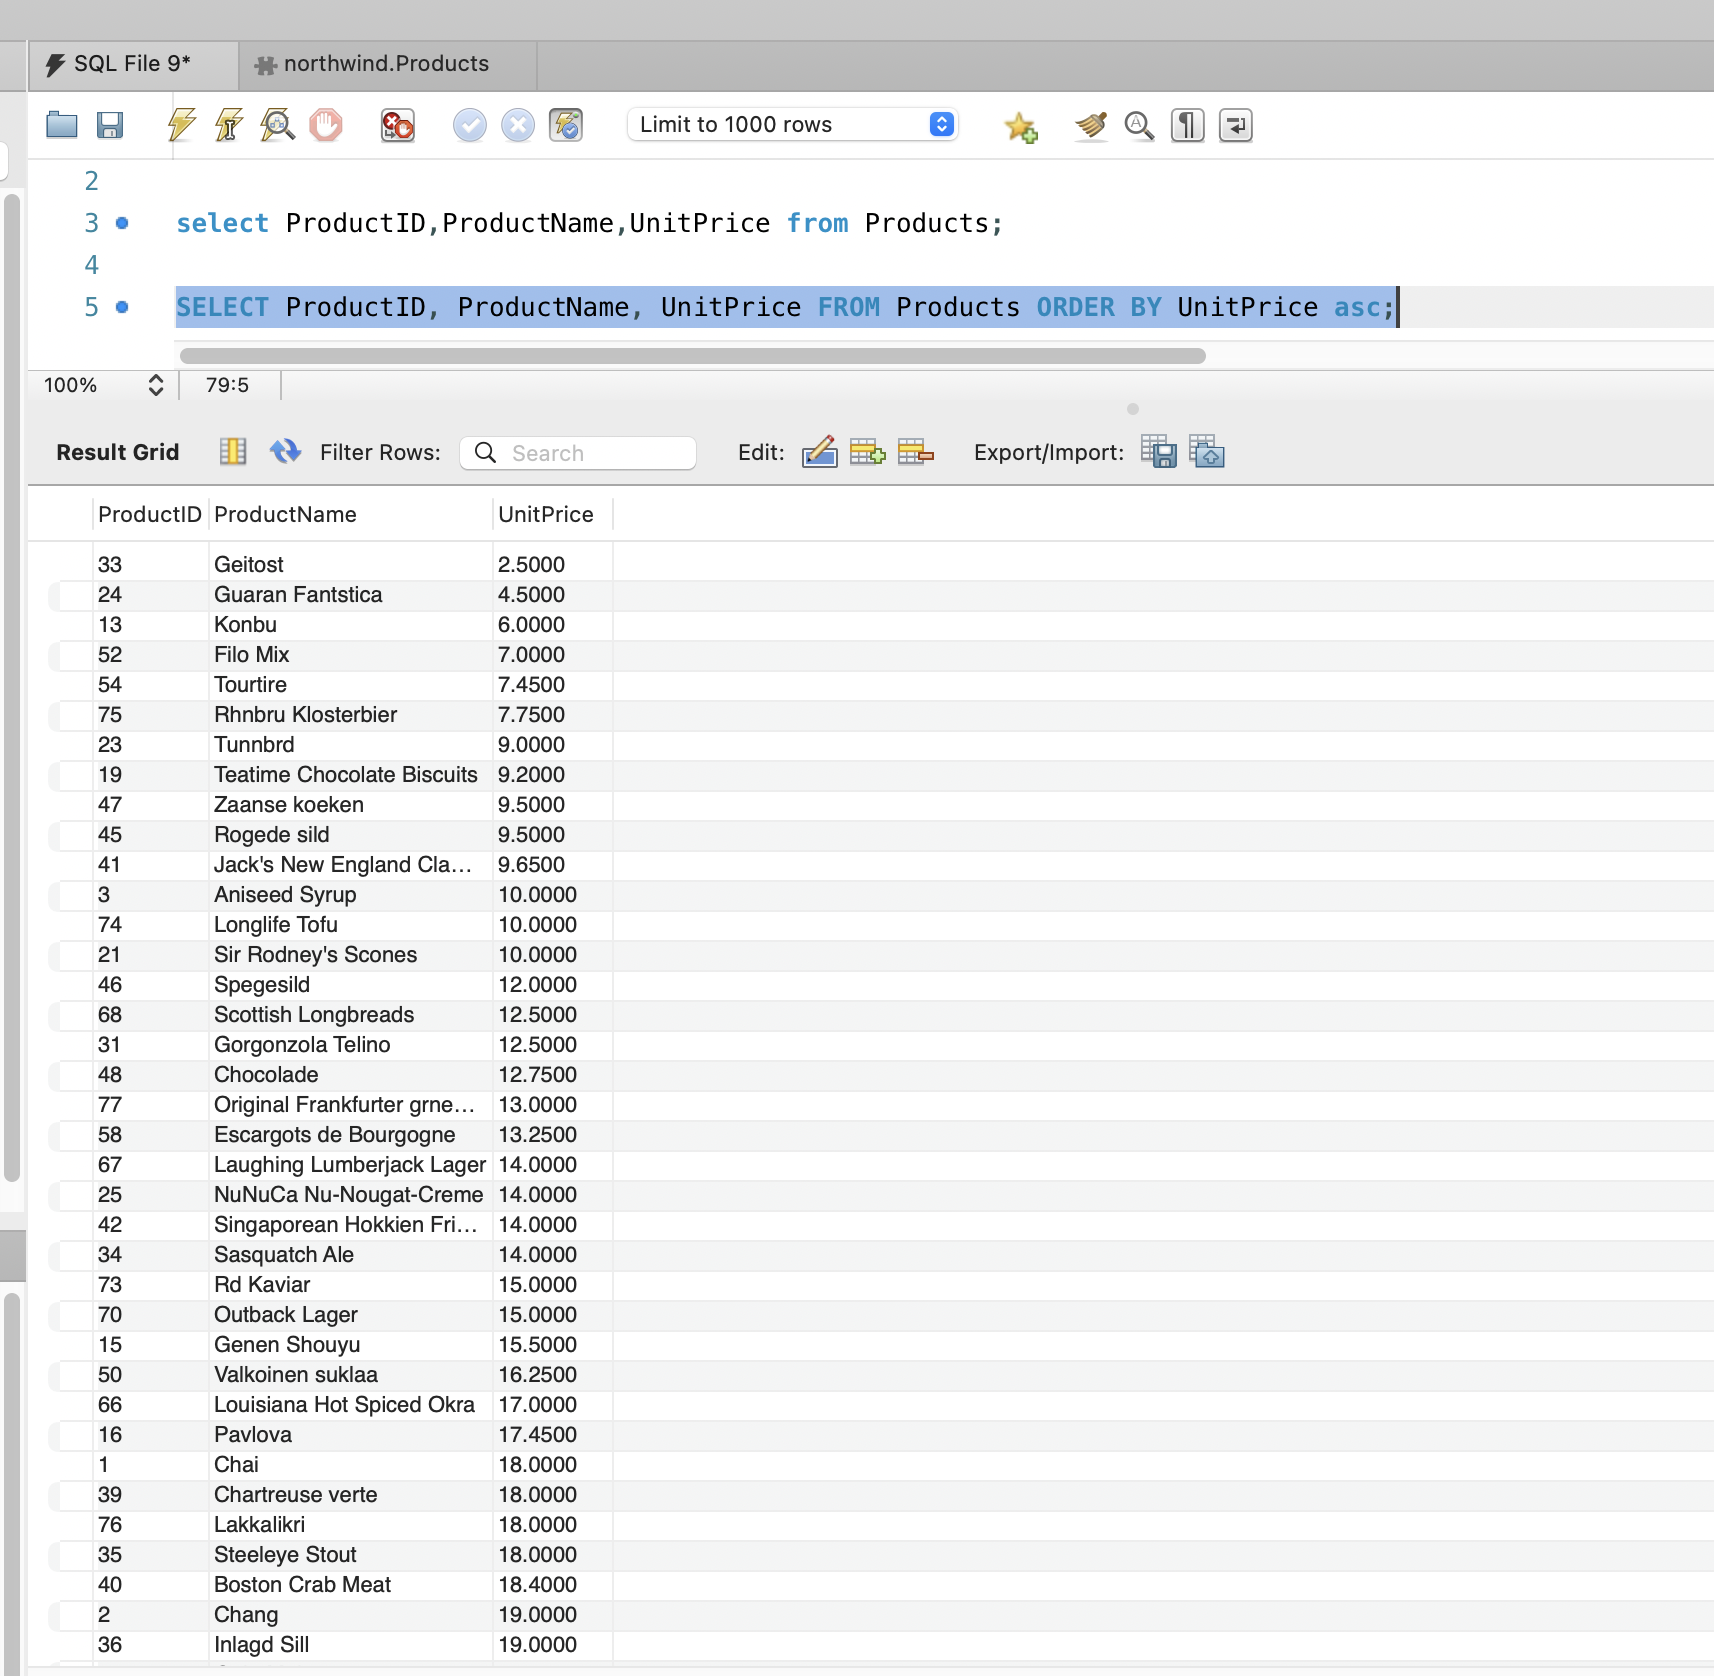 SQL File 9*
northwind.Products
Limit to 1000 rows
2
3 select ProductID,ProductName,UnitPrice from Products;
4
5 SELECT ProductID, ProductName, UnitPrice FROM Products ORDER BY UnitPrice asc;
100% 79:5
Result Grid Filter Rows: Search Edit: Export/Import:
ProductID ProductName UnitPrice
33 Geitost 2.5000
24 Guaran Fantstica 4.5000
13 Konbu 6.0000
52 Filo Mix 7.0000
54 Tourtire 7.4500
75 Rhnbru Klosterbier 7.7500
23 Tunnbrd 9.0000
19 Teatime Chocolate Biscuits 9.2000
47 Zaanse koeken 9.5000
45 Rogede sild 9.5000
41 Jack's New England Cla... 9.6500
3 Aniseed Syrup 10.0000
74 Longlife Tofu 10.0000
21 Sir Rodney's Scones 10.0000
46 Spegesild 12.0000
68 Scottish Longbreads 12.5000
31 Gorgonzola Telino 12.5000
48 Chocolade 12.7500
77 Original Frankfurter grne... 13.0000
58 Escargots de Bourgogne 13.2500
67 Laughing Lumberjack Lager 14.0000
25 NuNuCa Nu-Nougat-Creme 14.0000
42 Singaporean Hokkien Fri... 14.0000
34 Sasquatch Ale 14.0000
73 Rd Kaviar 15.0000
70 Outback Lager 15.0000
15 Genen Shouyu 15.5000
50 Valkoinen suklaa 16.2500
66 Louisiana Hot Spiced Okra 17.0000
16 Pavlova 17.4500
1 Chai 18.0000
39 Chartreuse verte 18.0000
76 Lakkalikri 18.0000
35 Steeleye Stout 18.0000
40 Boston Crab Meat 18.4000
2 Chang 19.0000
36 Inlagd Sill 19.0000